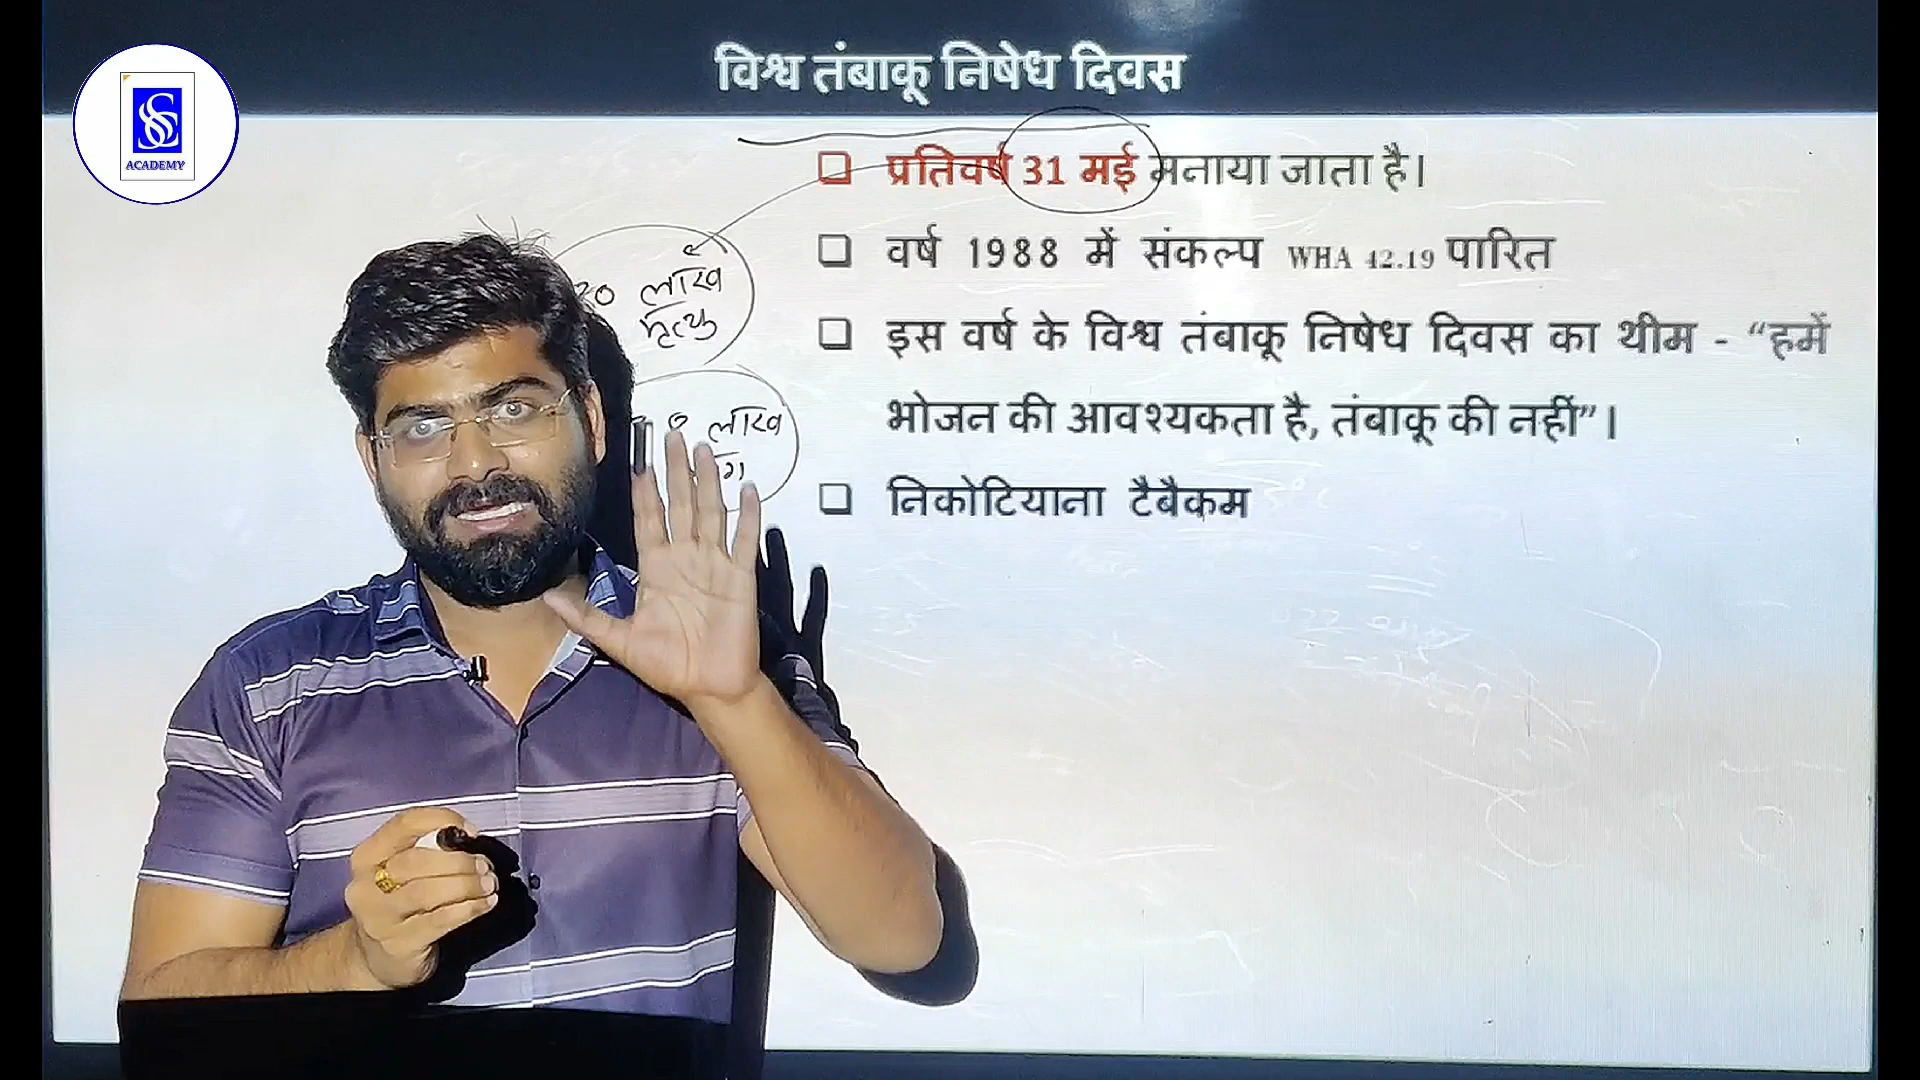 विश्व तंबाकू निषेध दिवस
SSC
ACADEMY
❑ प्रतिवर्ष 31 मई मनाया जाता है।
❑ वर्ष 1988 में संकल्प WHA 42.19 पारित
❑ इस वर्ष के विश्व तंबाकू निषेध दिवस का थीम - “हमें
भोजन की आवश्यकता है, तंबाकू की नहीं”।
❑ निकोटियाना टैबैकम
लाख
मृत्यु
लाख